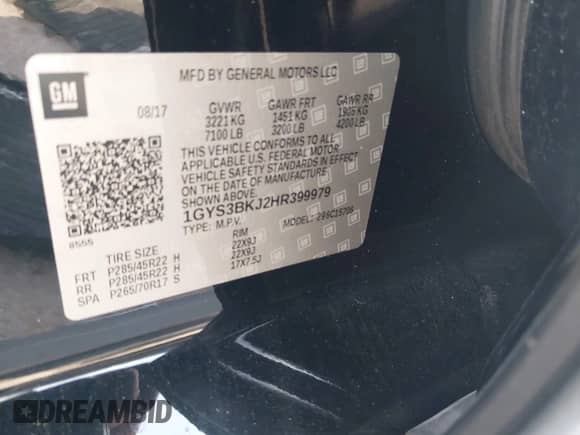 GM
MFD BY GENERAL MOTORS LLC
08/17 GVWR GAWR FRT GAWR RR
3221 KG 1451 KG 1905 KG
7100 LB 3200 LB 4200 LB
THIS VEHICLE CONFORMS TO ALL
APPLICABLE U.S. FEDERAL MOTOR
VEHICLE SAFETY STANDARDS IN EFFECT
ON THE DATE OF MANUFACTURE
SHOWN ABOVE.
1GYS3BKJ2HR399979
TYPE: M.P.V. MODEL:
8555
TIRE SIZE RIM
FRT P285/45R22 H 22X9J
RR P285/45R22 H 22X9J
SPA P265/70R17 S 17X7.5J
DREAMBID